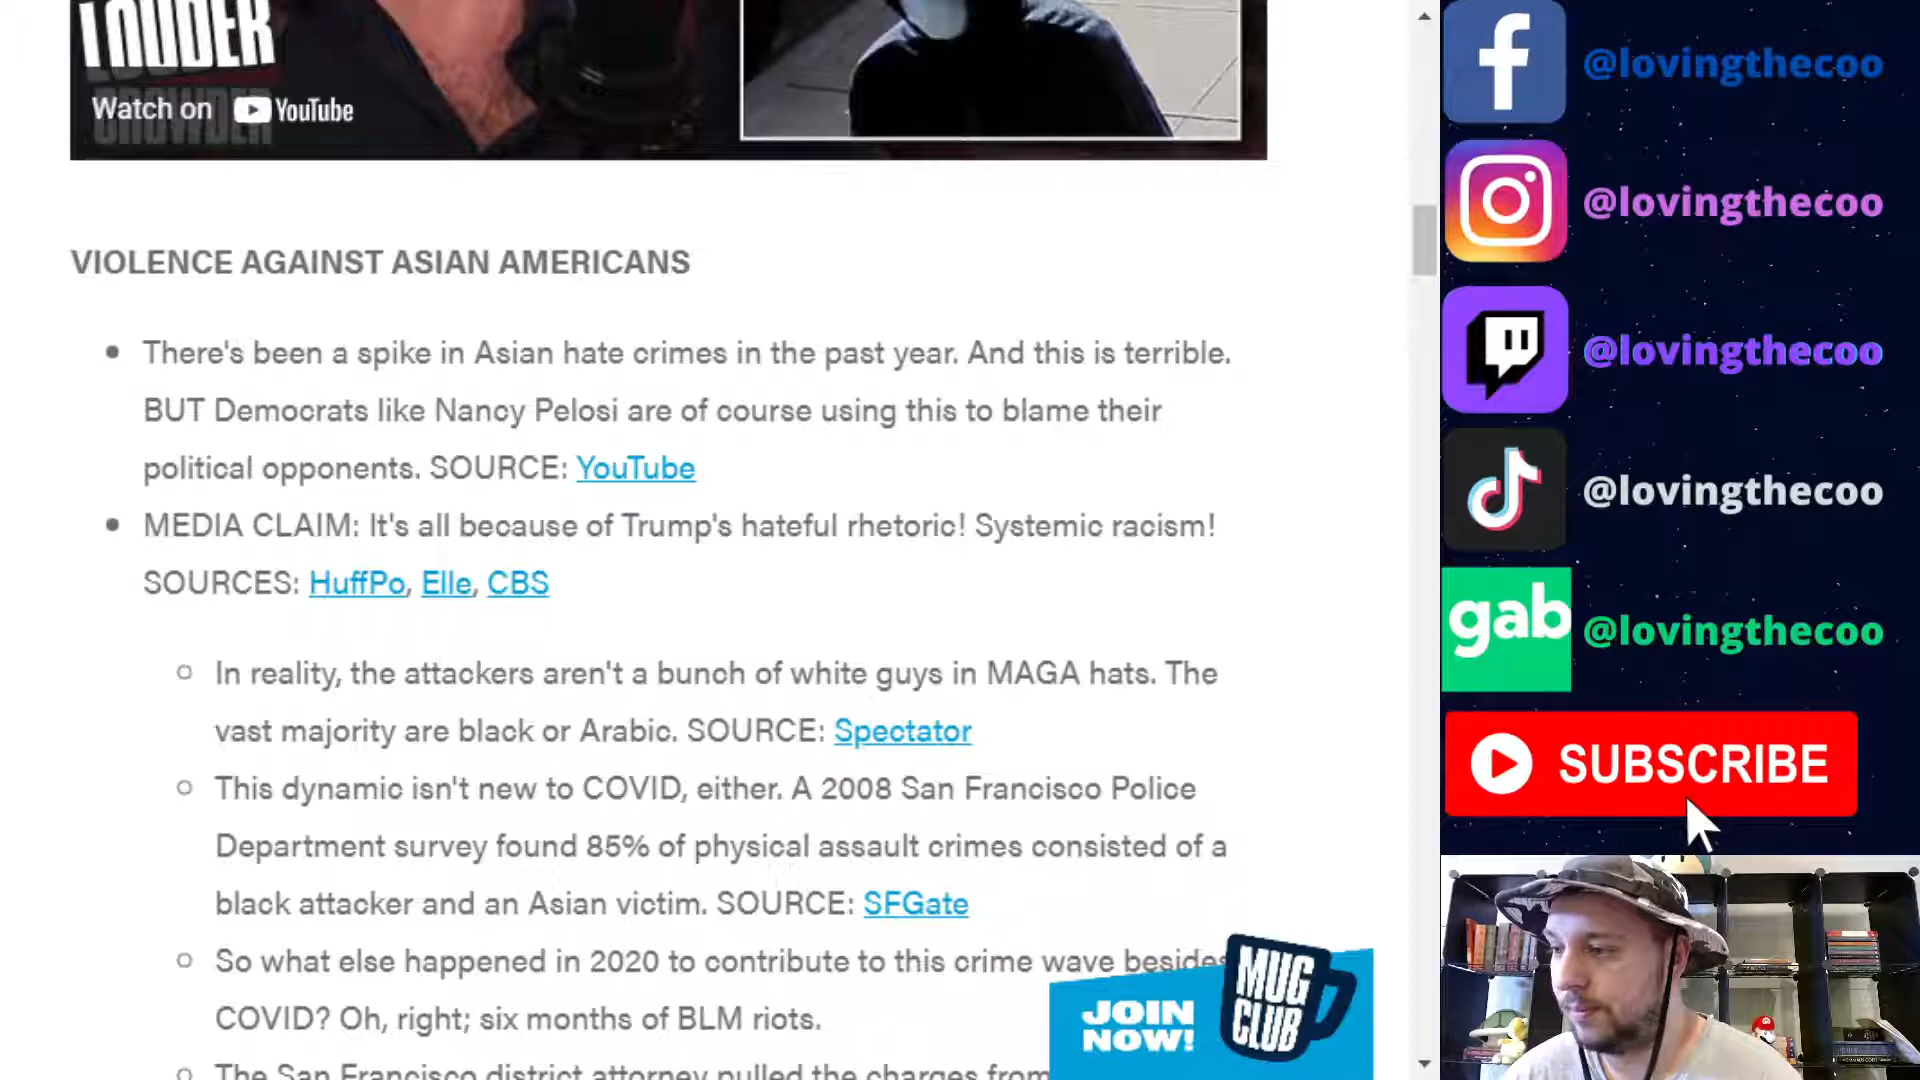 LOUDER
CROWDER
Watch on YouTube
VIOLENCE AGAINST ASIAN AMERICANS
There's been a spike in Asian hate crimes in the past year. And this is terrible.
BUT Democrats like Nancy Pelosi are of course using this to blame their
political opponents. SOURCE: YouTube
MEDIA CLAIM: It's all because of Trump's hateful rhetoric! Systemic racism!
SOURCES: HuffPo, Elle, CBS
In reality, the attackers aren't a bunch of white guys in MAGA hats. The
vast majority are black or Arabic. SOURCE: Spectator
This dynamic isn't new to COVID, either. A 2008 San Francisco Police
Department survey found 85% of physical assault crimes consisted of a
black attacker and an Asian victim. SOURCE: SFGate
So what else happened in 2020 to contribute to this crime wave besides
COVID? Oh, right; six months of BLM riots.
The San Francisco district attorney pulled the charges from
JOIN
NOW!
MUG
CLUB
@lovingthecoo
@lovingthecoo
@lovingthecoo
@lovingthecoo
gab @lovingthecoo
SUBSCRIBE